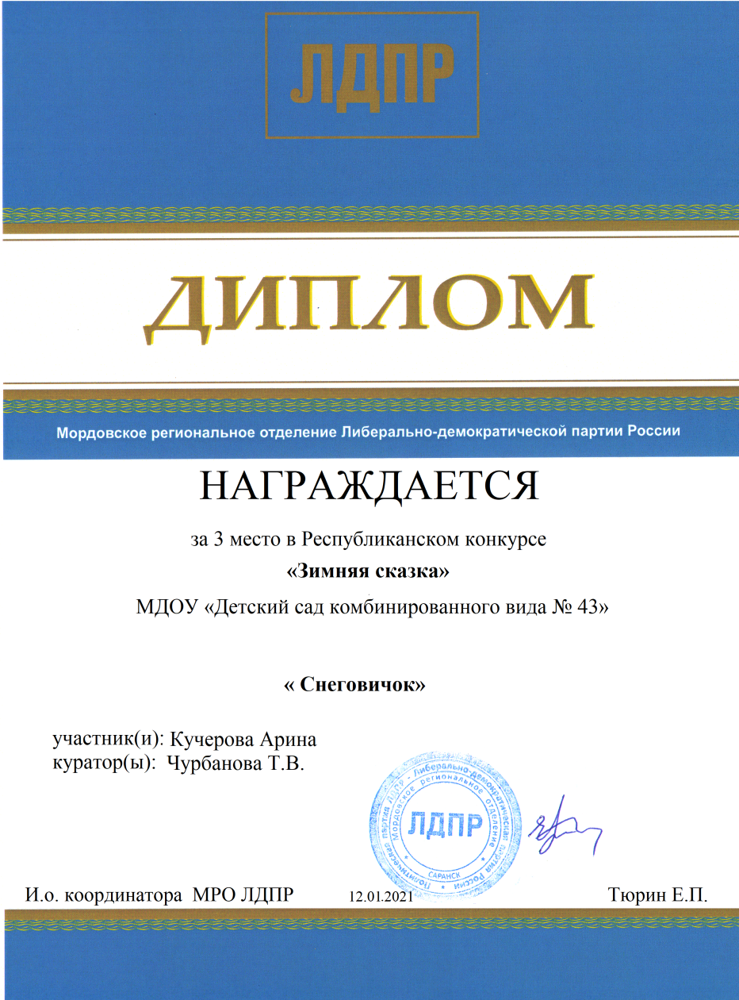 ЛДПР
ДИПЛОМ
Мордовское региональное отделение Либерально-демократической партии России
НАГРАЖДАЕТСЯ
за 3 место в Республиканском конкурсе
«Зимняя сказка»
МДОУ «Детский сад комбинированного вида № 43»
« Снеговичок»
участник(и): Кучерова Арина
куратор(ы): Чурбанова Т.В.
Политическая партия ЛДПР - Либерально-демократическая партия России
Мордовское региональное отделение
ЛДПР
САРАНСК
И.о. координатора МРО ЛДПР 12.01.2021 Тюрин Е.П.